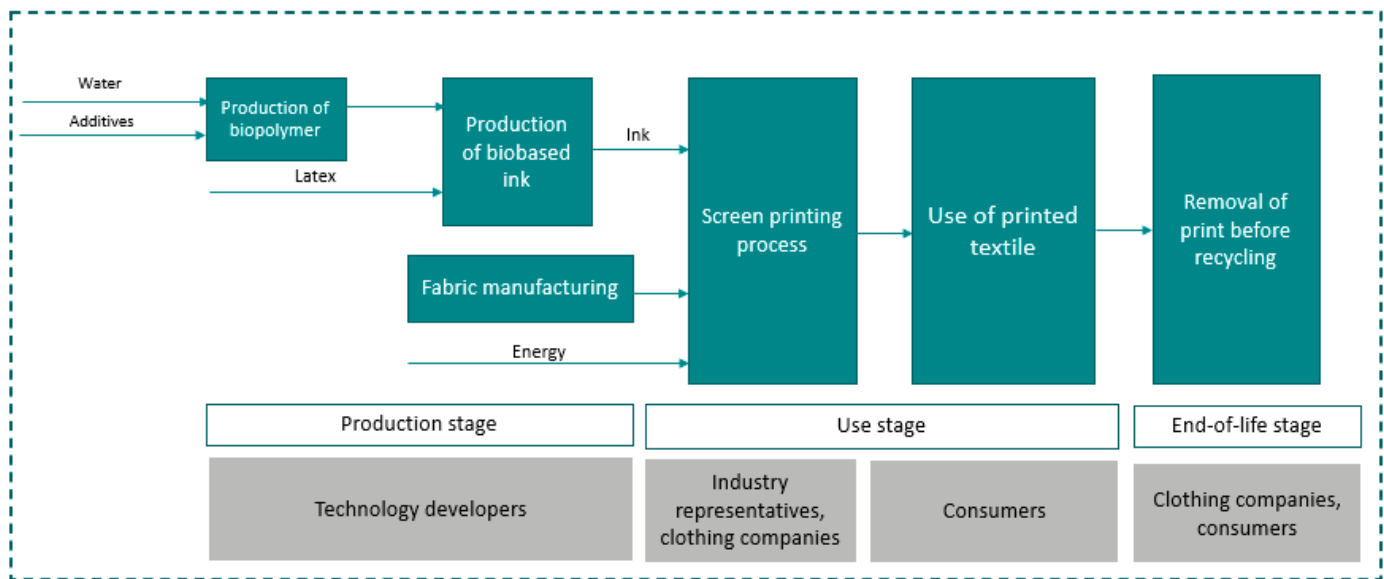 Water
Additives
Production of
biopolymer
Latex
Production
of biobased
ink
Ink
Fabric manufacturing
Energy
Screen printing
process
Use of printed
textile
Removal of
print before
recycling
Production stage
Use stage
End-of-life stage
Technology developers
Industry
representatives,
clothing companies
Consumers
Clothing companies,
consumers